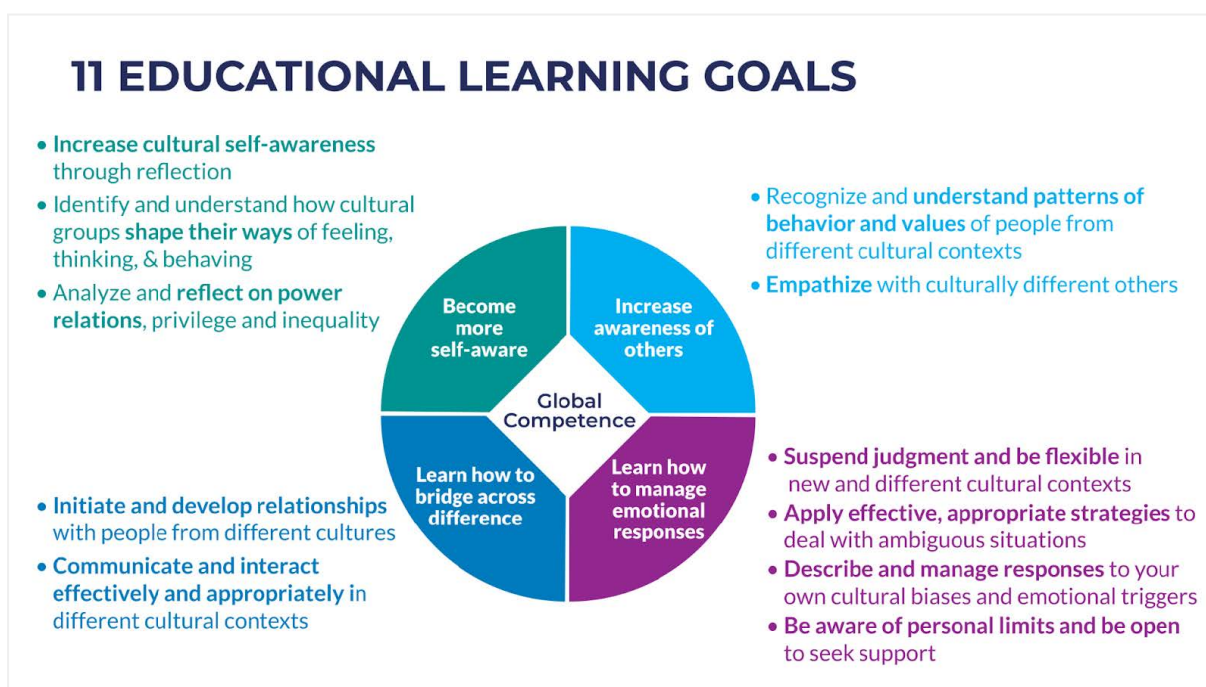 11 EDUCATIONAL LEARNING GOALS
• Increase cultural self-awareness
through reflection
• Identify and understand how cultural
groups shape their ways of feeling,
thinking, & behaving
• Analyze and reflect on power
relations, privilege and inequality
• Recognize and understand patterns of
behavior and values of people from
different cultural contexts
• Empathize with culturally different others
Become
more
self-aware
Increase
awareness of
others
Global
Competence
Learn how to
bridge across
difference
Learn how
to manage
emotional
responses
• Initiate and develop relationships
with people from different cultures
• Communicate and interact
effectively and appropriately in
different cultural contexts
• Suspend judgment and be flexible in
new and different cultural contexts
• Apply effective, appropriate strategies to
deal with ambiguous situations
• Describe and manage responses to your
own cultural biases and emotional triggers
• Be aware of personal limits and be open
to seek support